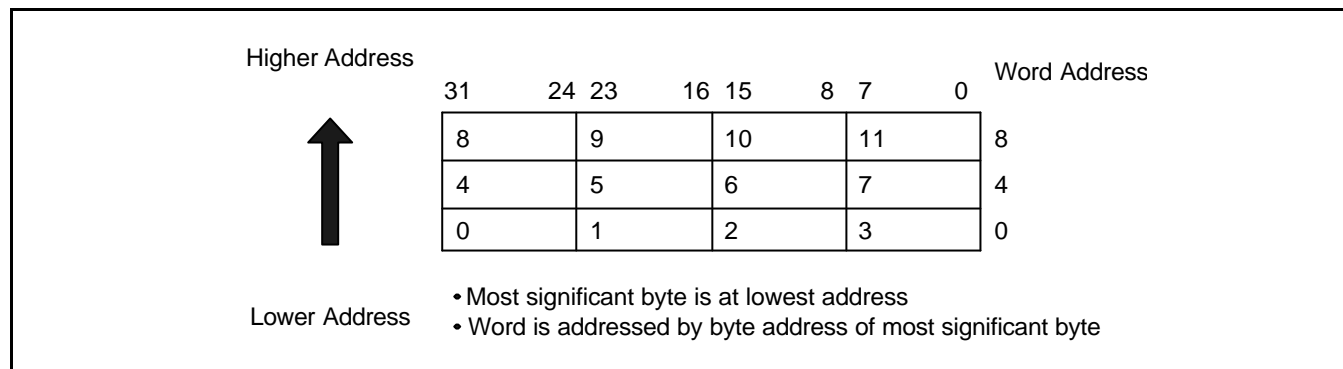 Higher Address
Word Address
31 24 23 16 15 8 7 0
8 9 10 11 8
4 5 6 7 4
0 1 2 3 0
• Most significant byte is at lowest address
Lower Address
• Word is addressed by byte address of most significant byte